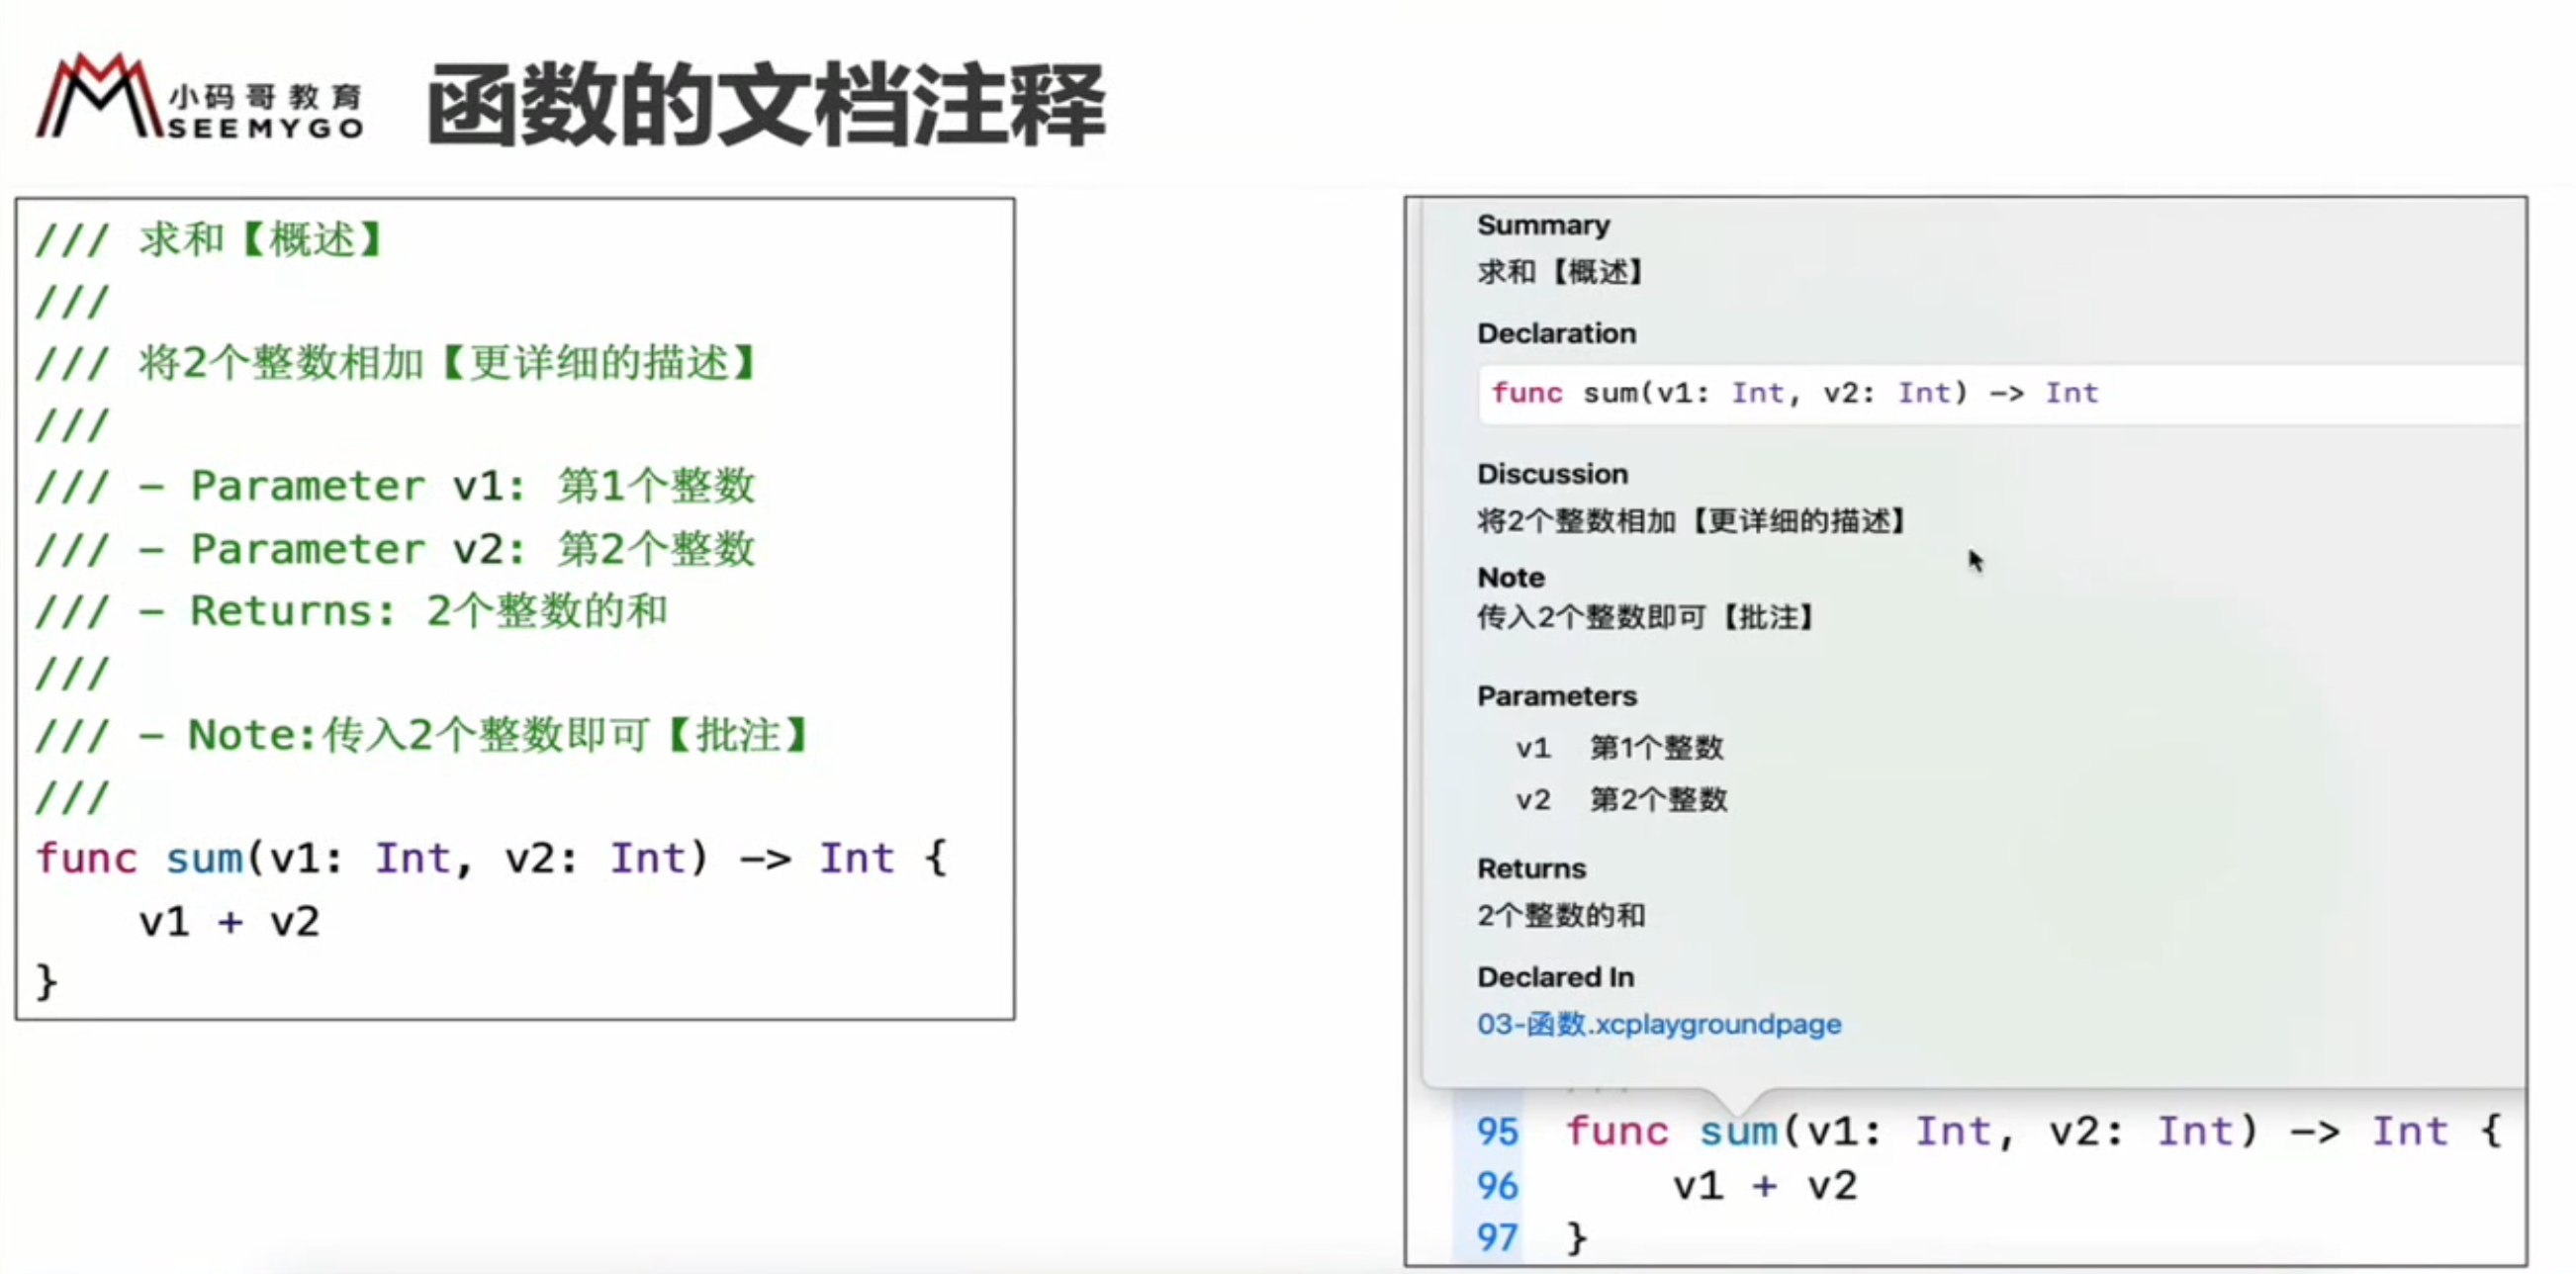 小码哥教育
SEEMYGO
函数的文档注释
/// 求和【概述】
///
/// 将2个整数相加【更详细的描述】
///
/// - Parameter v1: 第1个整数
/// - Parameter v2: 第2个整数
/// - Returns: 2个整数的和
///
/// - Note:传入2个整数即可【批注】
///
func sum(v1: Int, v2: Int) -> Int {
    v1 + v2
}
Summary
求和【概述】
Declaration
func sum(v1: Int, v2: Int) -> Int
Discussion
将2个整数相加【更详细的描述】
Note
传入2个整数即可【批注】
Parameters
v1 第1个整数
v2 第2个整数
Returns
2个整数的和
Declared In
03-函数.xcplaygroundpage
95 func sum(v1: Int, v2: Int) -> Int {
96     v1 + v2
97 }